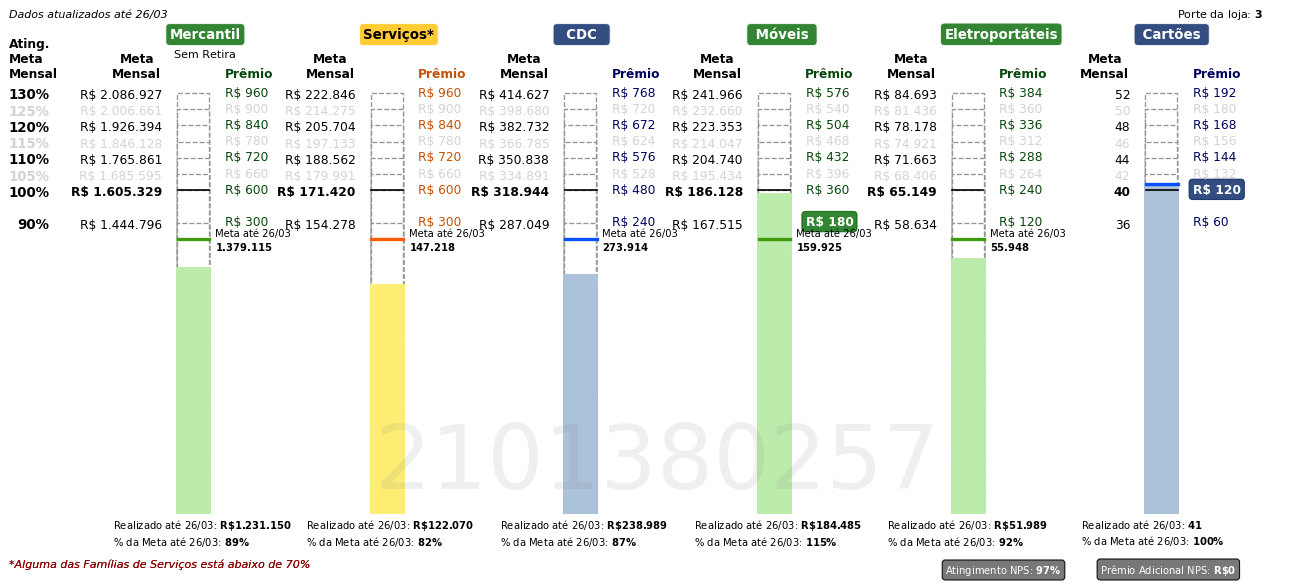 Dados atualizados até 26/03
Porte da loja: 3
Mercantil Serviços* CDC Móveis Eletroportáteis Cartões
Sem Retira
Ating. Meta Mensal
Meta Mensal Prêmio Meta Mensal Prêmio Meta Mensal Prêmio Meta Mensal Prêmio Meta Mensal Prêmio Meta Mensal Prêmio
130% R$ 2.086.927 R$ 960 R$ 222.846 R$ 960 R$ 414.627 R$ 768 R$ 241.966 R$ 576 R$ 84.693 R$ 384 52 R$ 192
125% R$ 2.006.661 R$ 900 R$ 214.275 R$ 900 R$ 398.680 R$ 720 R$ 232.660 R$ 540 R$ 81.436 R$ 360 50 R$ 180
120% R$ 1.926.394 R$ 840 R$ 205.704 R$ 840 R$ 382.732 R$ 672 R$ 223.353 R$ 504 R$ 78.178 R$ 336 48 R$ 168
115% R$ 1.846.128 R$ 780 R$ 197.133 R$ 780 R$ 366.785 R$ 624 R$ 214.047 R$ 468 R$ 74.921 R$ 312 46 R$ 156
110% R$ 1.765.861 R$ 720 R$ 188.562 R$ 720 R$ 350.838 R$ 576 R$ 204.740 R$ 432 R$ 71.663 R$ 288 44 R$ 144
105% R$ 1.685.595 R$ 660 R$ 179.991 R$ 660 R$ 334.891 R$ 528 R$ 195.434 R$ 396 R$ 68.406 R$ 264 42 R$ 132
100% R$ 1.605.329 R$ 600 R$ 171.420 R$ 600 R$ 318.944 R$ 480 R$ 186.128 R$ 360 R$ 65.149 R$ 240 40 R$ 120
90% R$ 1.444.796 R$ 300 R$ 154.278 R$ 300 R$ 287.049 R$ 240 R$ 167.515 R$ 180 R$ 58.634 R$ 120 36 R$ 60
Meta até 26/03 Meta até 26/03 Meta até 26/03 Meta até 26/03 Meta até 26/03
1.379.115 147.218 273.914 159.925 55.948
2101380257
Realizado até 26/03: R$1.231.150 Realizado até 26/03: R$122.070 Realizado até 26/03: R$238.989 Realizado até 26/03: R$184.485 Realizado até 26/03: R$51.989 Realizado até 26/03: 41
% da Meta até 26/03: 89% % da Meta até 26/03: 82% % da Meta até 26/03: 87% % da Meta até 26/03: 115% % da Meta até 26/03: 92% % da Meta até 26/03: 100%
*Alguma das Famílias de Serviços está abaixo de 70%
Atingimento NPS: 97% Prêmio Adicional NPS: R$0